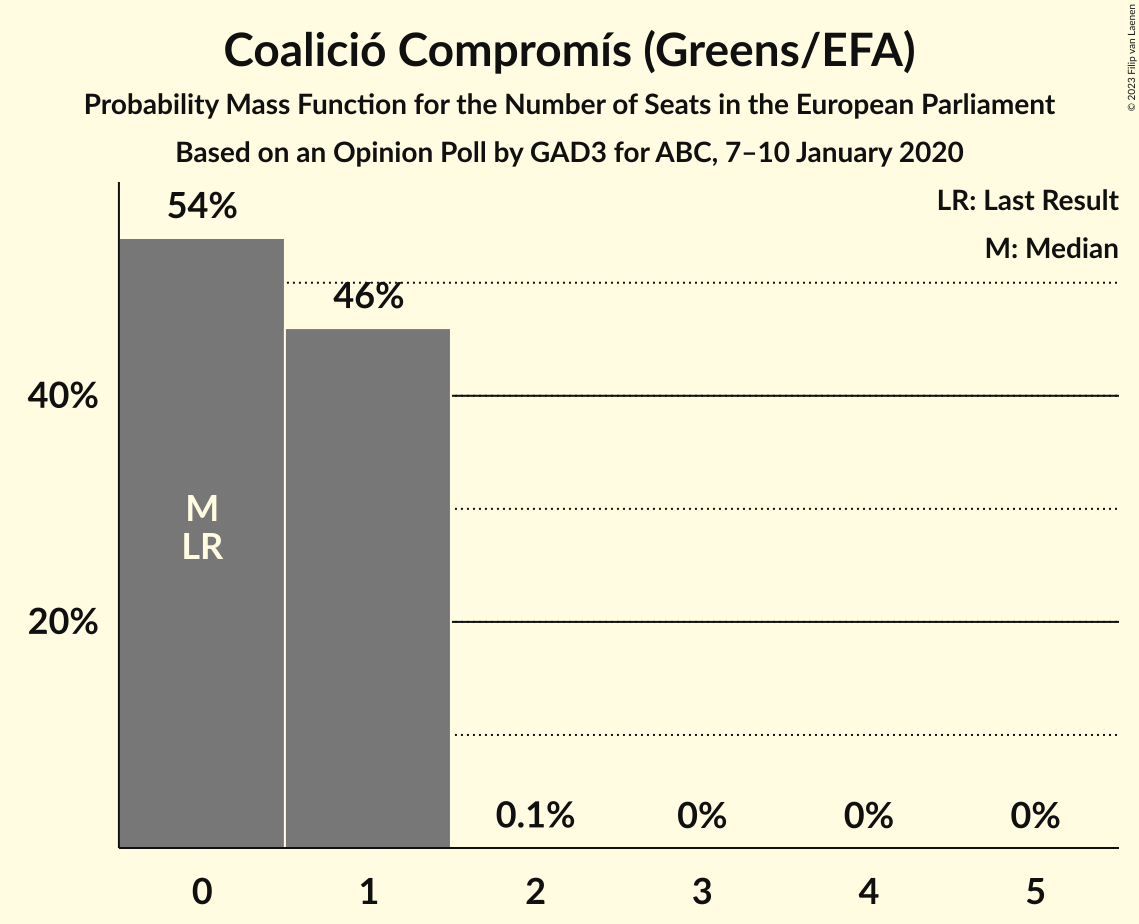 Coalició Compromís (Greens/EFA)
Probability Mass Function for the Number of Seats in the European Parliament
Based on an Opinion Poll by GAD3 for ABC, 7–10 January 2020
© 2023 Filip van Laenen
LR: Last Result
M: Median
54%
46%
40%
20%
M
LR
0.1%
0%
0%
0%
0
1
2
3
4
5